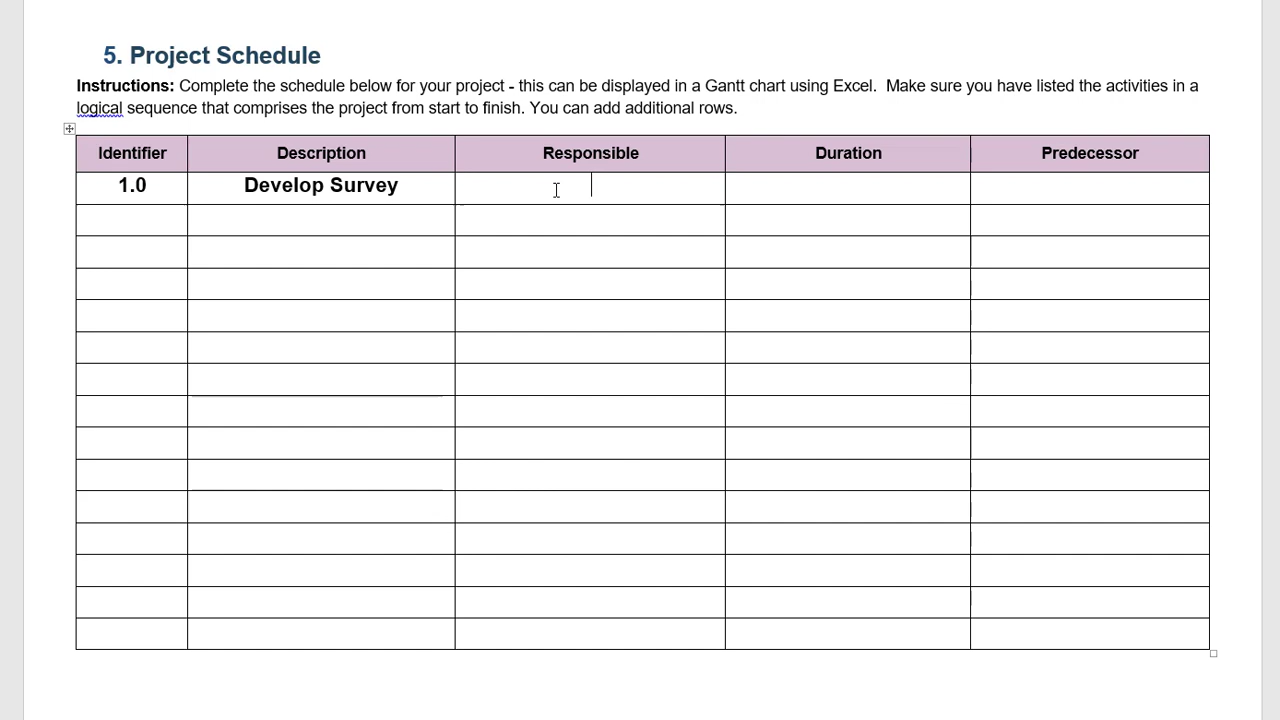 5. Project Schedule
Instructions: Complete the schedule below for your project - this can be displayed in a Gantt chart using Excel.  Make sure you have listed the activities in a
logical sequence that comprises the project from start to finish. You can add additional rows.
Identifier Description Responsible Duration Predecessor
1.0 Develop Survey